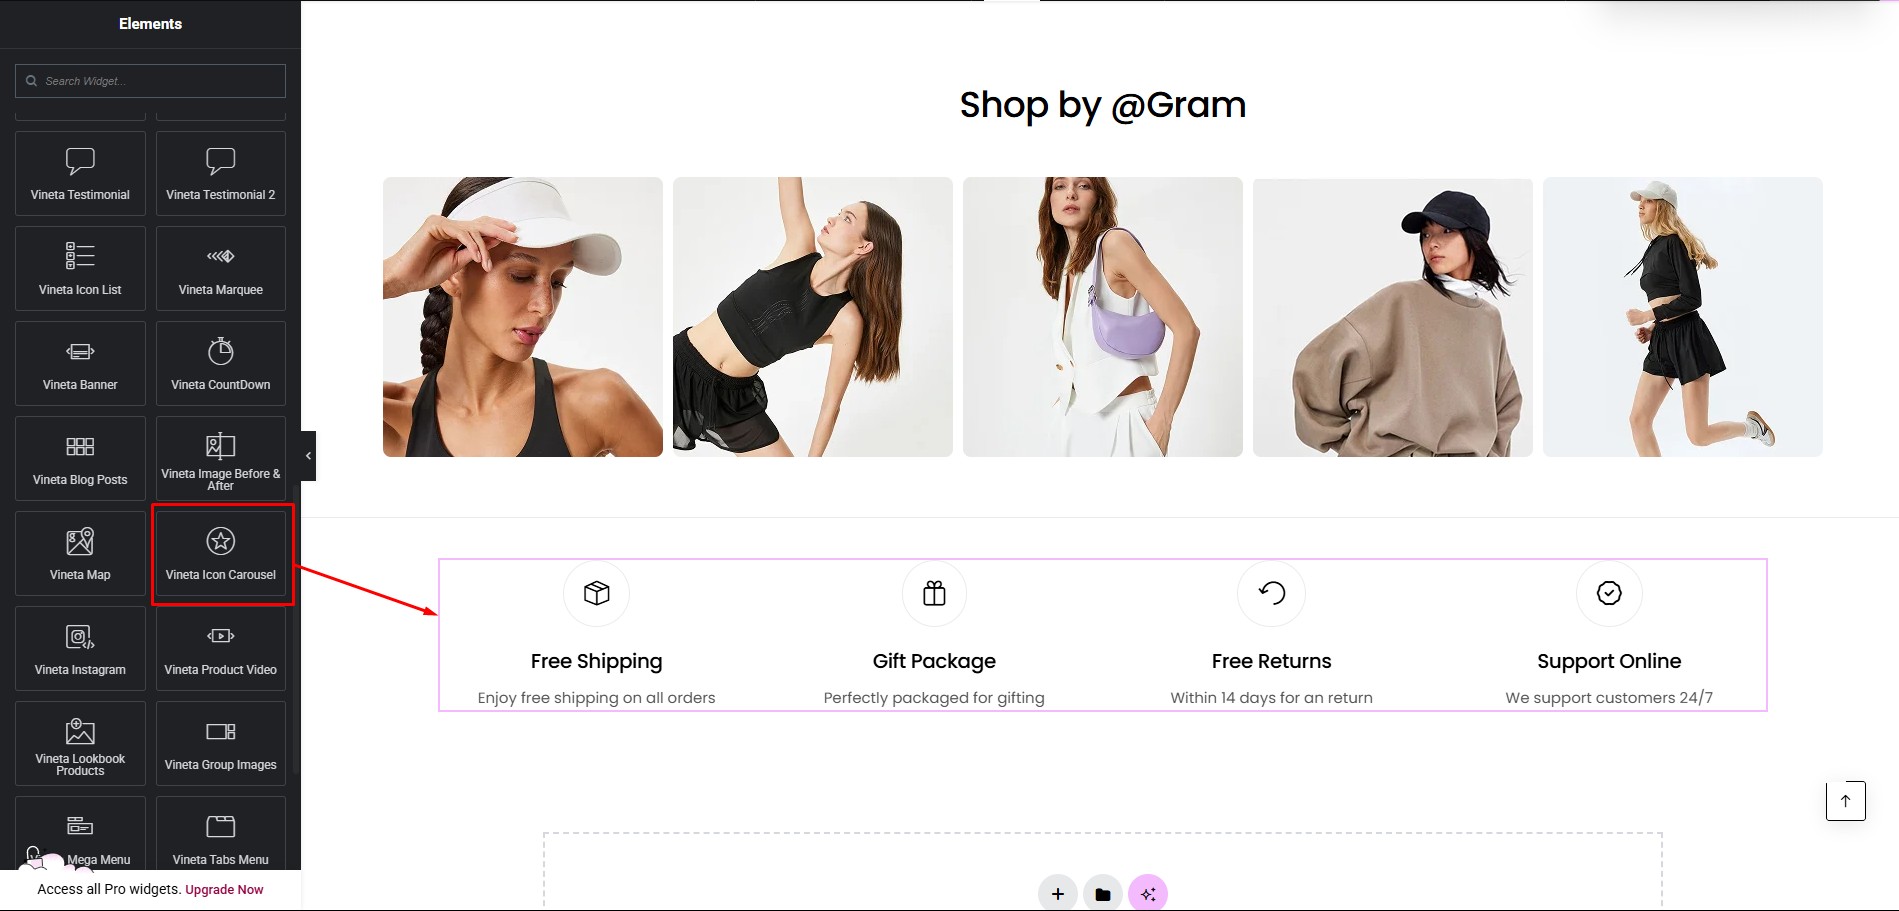 Elements
Search Widget...
Vineta Testimonial
Vineta Testimonial 2
Vineta Icon List
Vineta Marquee
Vineta Banner
Vineta CountDown
Vineta Blog Posts
Vineta Image Before &
After
Vineta Map
Vineta Icon Carousel
Vineta Instagram
Vineta Product Video
Vineta Lookbook
Products
Vineta Group Images
Mega Menu
Vineta Tabs Menu
Access all Pro widgets. Upgrade Now
Shop by @Gram
Free Shipping
Enjoy free shipping on all orders
Gift Package
Perfectly packaged for gifting
Free Returns
Within 14 days for an return
Support Online
We support customers 24/7